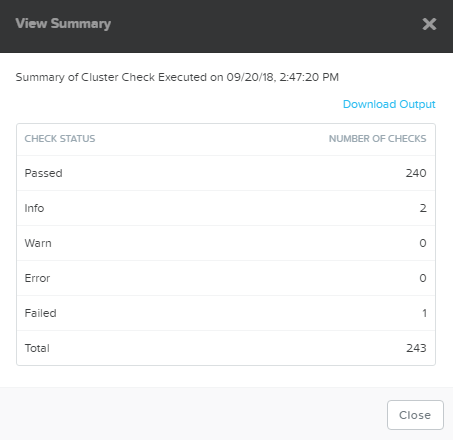 View Summary
Summary of Cluster Check Executed on 09/20/18, 2:47:20 PM
Download Output
CHECK STATUS NUMBER OF CHECKS
Passed 240
Info 2
Warn 0
Error 0
Failed 1
Total 243
Close